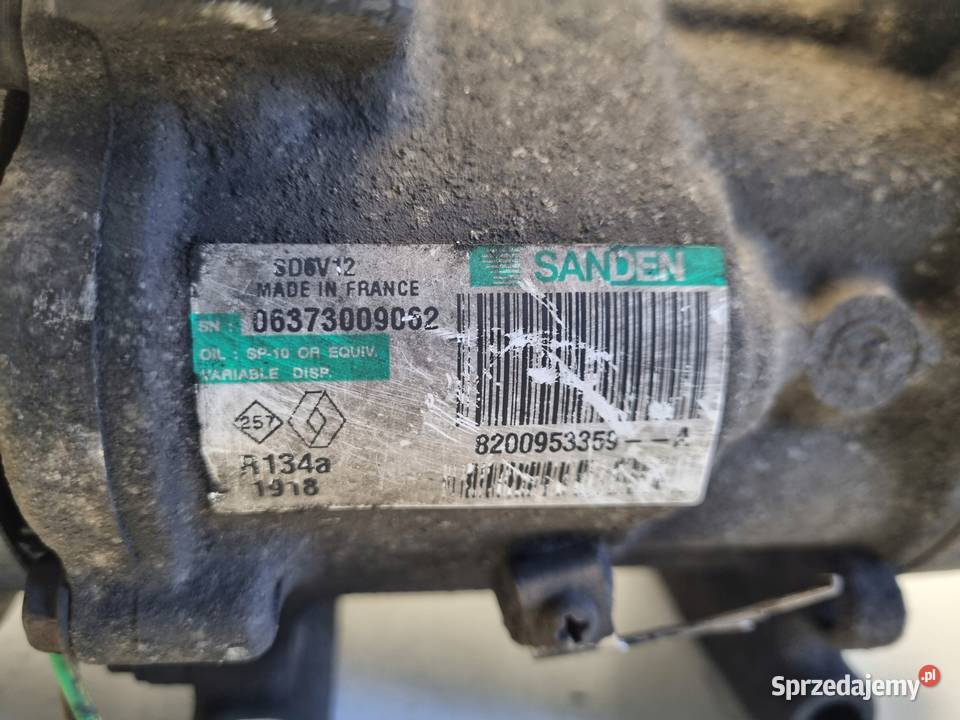 SD6V12
MADE IN FRANCE
SANDEN
SN : 06373009062
OIL : SP-10 OR EQUIV.
VARIABLE DISP.
257
8200953359--A
R134a
1918
Sprzedajemy.pl